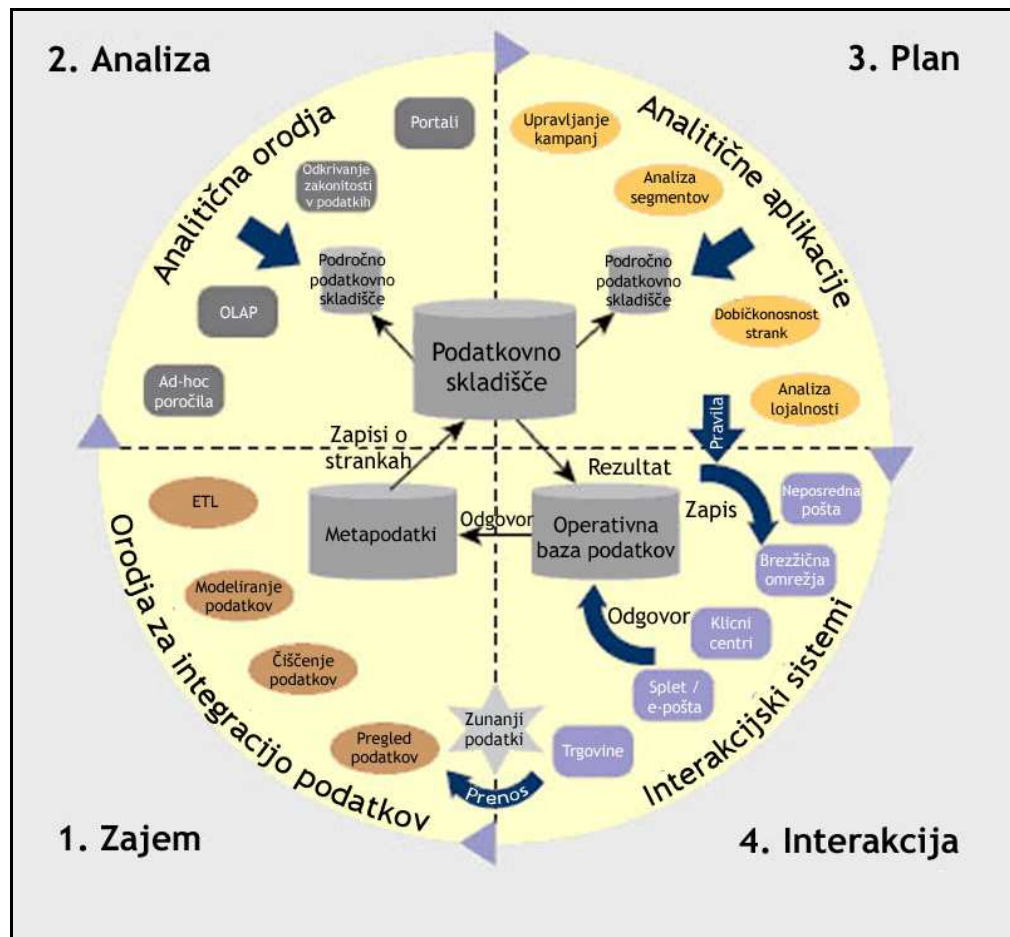 2. Analiza
3. Plan
Analitična orodja
Analitične aplikacije
Portali
Odkrivanje
zakonitosti
v podatkih
Področno
podatkovno
skladišče
OLAP
Ad-hoc
poročila
Upravljanje
kampanj
Analiza
segmentov
Področno
podatkovno
skladišče
Dobičkonosnost
strank
Analiza
lojalnosti
Podatkovno
skladišče
Pravila
Zapisi o
strankah
Rezultat
Zapis
ETL
Metapodatki
Odgovor
Operativna
baza podatkov
Neposredna
pošta
Brezžična
omrežja
Modeliranje
podatkov
Odgovor
Klicni
centri
Čiščenje
podatkov
Splet /
e-pošta
Pregled
podatkov
Zunanji
podatki
Trgovine
Prenos
Orodja za integracijo podatkov
Interakcijski sistemi
1. Zajem
4. Interakcija